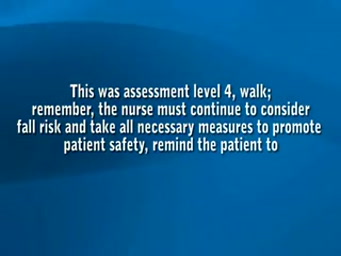 This was assessment level 4, walk;
remember, the nurse must continue to consider
fall risk and take all necessary measures to promote
patient safety, remind the patient to